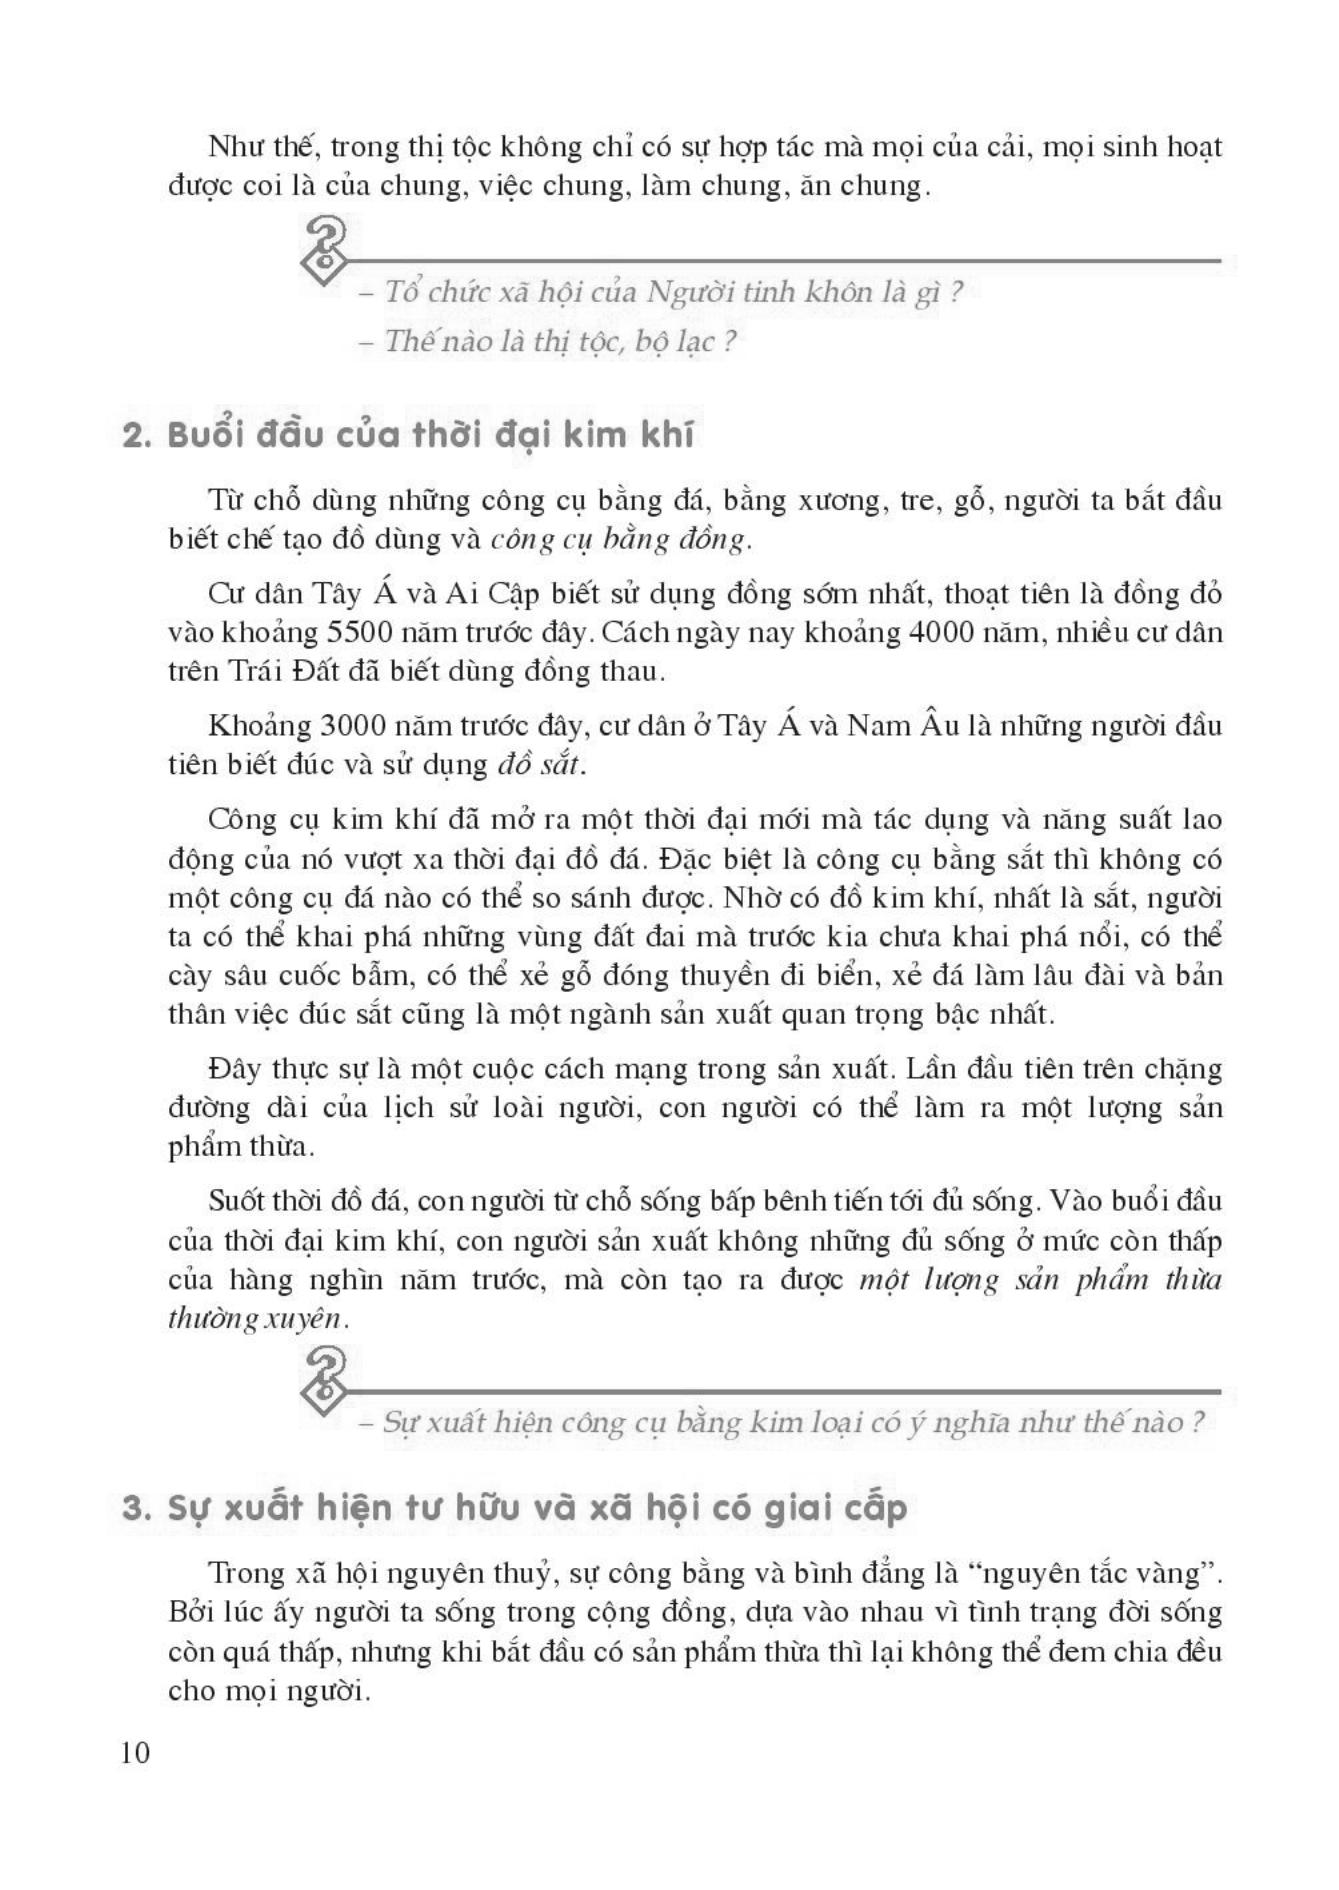 Như thế, trong thị tộc không chỉ có sự hợp tác mà mọi của cải, mọi sinh hoạt
được coi là của chung, việc chung, làm chung, ăn chung.
– Tổ chức xã hội của Người tinh khôn là gì ?
– Thế nào là thị tộc, bộ lạc ?
2. Buổi đầu của thời đại kim khí
Từ chỗ dùng những công cụ bằng đá, bằng xương, tre, gỗ, người ta bắt đầu
biết chế tạo đồ dùng và công cụ bằng đồng.
Cư dân Tây Á và Ai Cập biết sử dụng đồng sớm nhất, thoạt tiên là đồng đỏ
vào khoảng 5500 năm trước đây. Cách ngày nay khoảng 4000 năm, nhiều cư dân
trên Trái Đất đã biết dùng đồng thau.
Khoảng 3000 năm trước đây, cư dân ở Tây Á và Nam Âu là những người đầu
tiên biết đúc và sử dụng đồ sắt.
Công cụ kim khí đã mở ra một thời đại mới mà tác dụng và năng suất lao
động của nó vượt xa thời đại đồ đá. Đặc biệt là công cụ bằng sắt thì không có
một công cụ đá nào có thể so sánh được. Nhờ có đồ kim khí, nhất là sắt, người
ta có thể khai phá những vùng đất đai mà trước kia chưa khai phá nổi, có thể
cày sâu cuốc bẫm, có thể xẻ gỗ đóng thuyền đi biển, xẻ đá làm lâu đài và bản
thân việc đúc sắt cũng là một ngành sản xuất quan trọng bậc nhất.
Đây thực sự là một cuộc cách mạng trong sản xuất. Lần đầu tiên trên chặng
đường dài của lịch sử loài người, con người có thể làm ra một lượng sản
phẩm thừa.
Suốt thời đồ đá, con người từ chỗ sống bấp bênh tiến tới đủ sống. Vào buổi đầu
của thời đại kim khí, con người sản xuất không những đủ sống ở mức còn thấp
của hàng nghìn năm trước, mà còn tạo ra được một lượng sản phẩm thừa
thường xuyên.
– Sự xuất hiện công cụ bằng kim loại có ý nghĩa như thế nào ?
3. Sự xuất hiện tư hữu và xã hội có giai cấp
Trong xã hội nguyên thuỷ, sự công bằng và bình đẳng là “nguyên tắc vàng”.
Bởi lúc ấy người ta sống trong cộng đồng, dựa vào nhau vì tình trạng đời sống
còn quá thấp, nhưng khi bắt đầu có sản phẩm thừa thì lại không thể đem chia đều
cho mọi người.
10